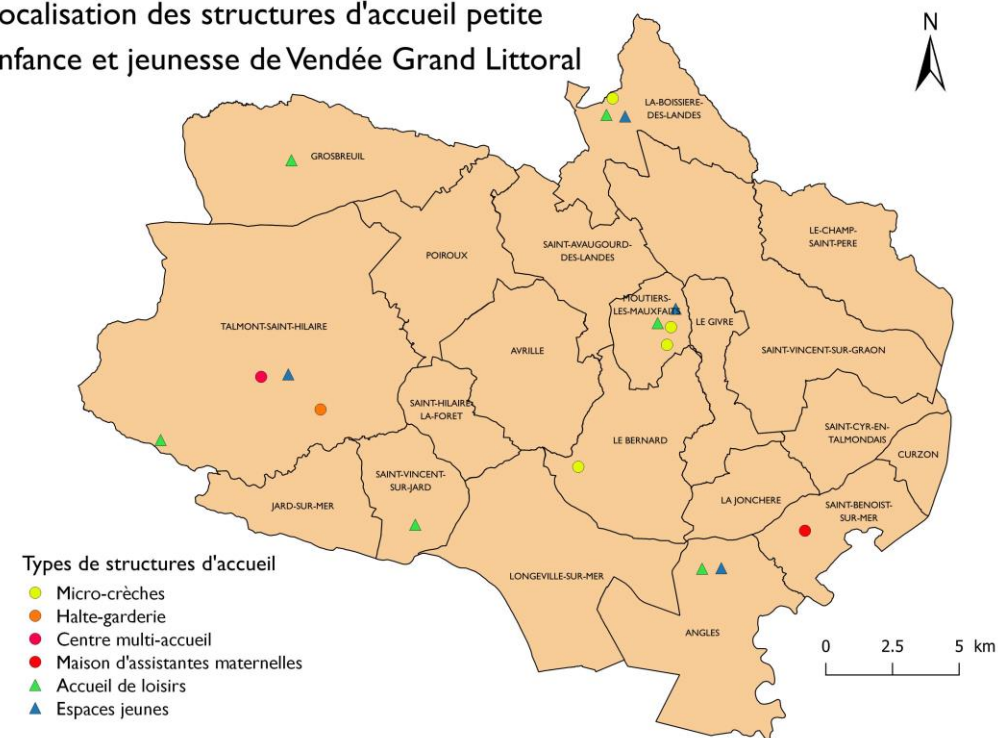 ocalisation des structures d'accueil petite
nfance et jeunesse de Vendée Grand Littoral
N
LA-BOISSIERE-
DES-LANDES
GROSBREUIL
LE-CHAMP-
SAINT-PERE
SAINT-AVAUGOURD-
DES-LANDES
POIROUX
MOUTIERS-
LES-MAUXFAITS
LE GIVRE
TALMONT-SAINT-HILAIRE
AVRILLE
SAINT-VINCENT-SUR-GRAON
SAINT-HILAIRE-
LA-FORET
SAINT-CYR-EN-
TALMONDAIS
LE BERNARD
CURZON
SAINT-VINCENT-
SUR-JARD
JARD-SUR-MER
LA JONCHERE
SAINT-BENOIST-
SUR-MER
LONGEVILLE-SUR-MER
ANGLES
Types de structures d'accueil
Micro-crèches
Halte-garderie
Centre multi-accueil
Maison d'assistantes maternelles
Accueil de loisirs
Espaces jeunes
0 2.5 5 km